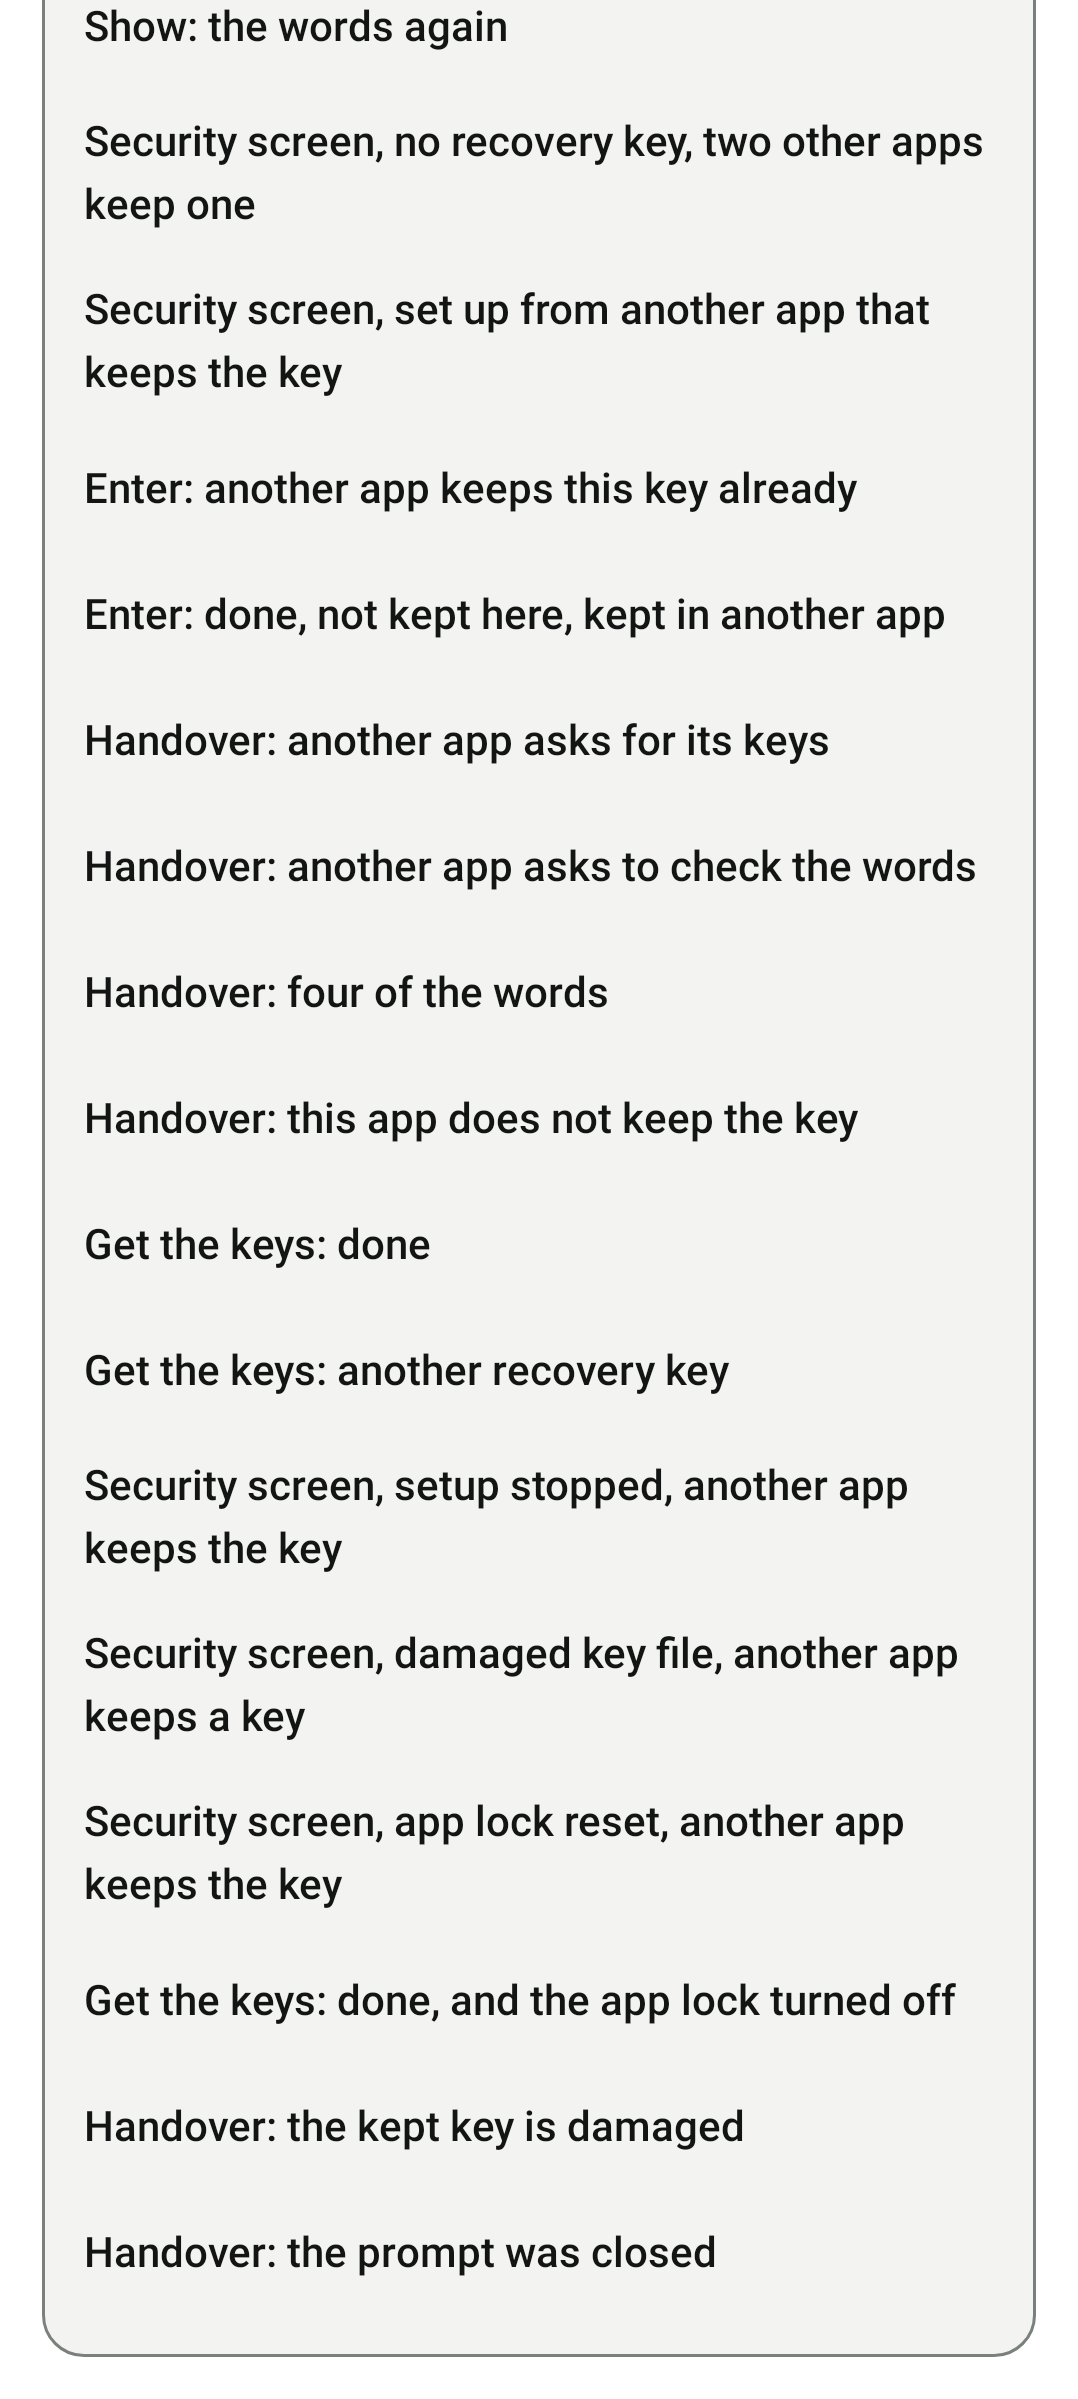 Show: the words again
Security screen, no recovery key, two other apps
keep one
Security screen, set up from another app that
keeps the key
Enter: another app keeps this key already
Enter: done, not kept here, kept in another app
Handover: another app asks for its keys
Handover: another app asks to check the words
Handover: four of the words
Handover: this app does not keep the key
Get the keys: done
Get the keys: another recovery key
Security screen, setup stopped, another app
keeps the key
Security screen, damaged key file, another app
keeps a key
Security screen, app lock reset, another app
keeps the key
Get the keys: done, and the app lock turned off
Handover: the kept key is damaged
Handover: the prompt was closed